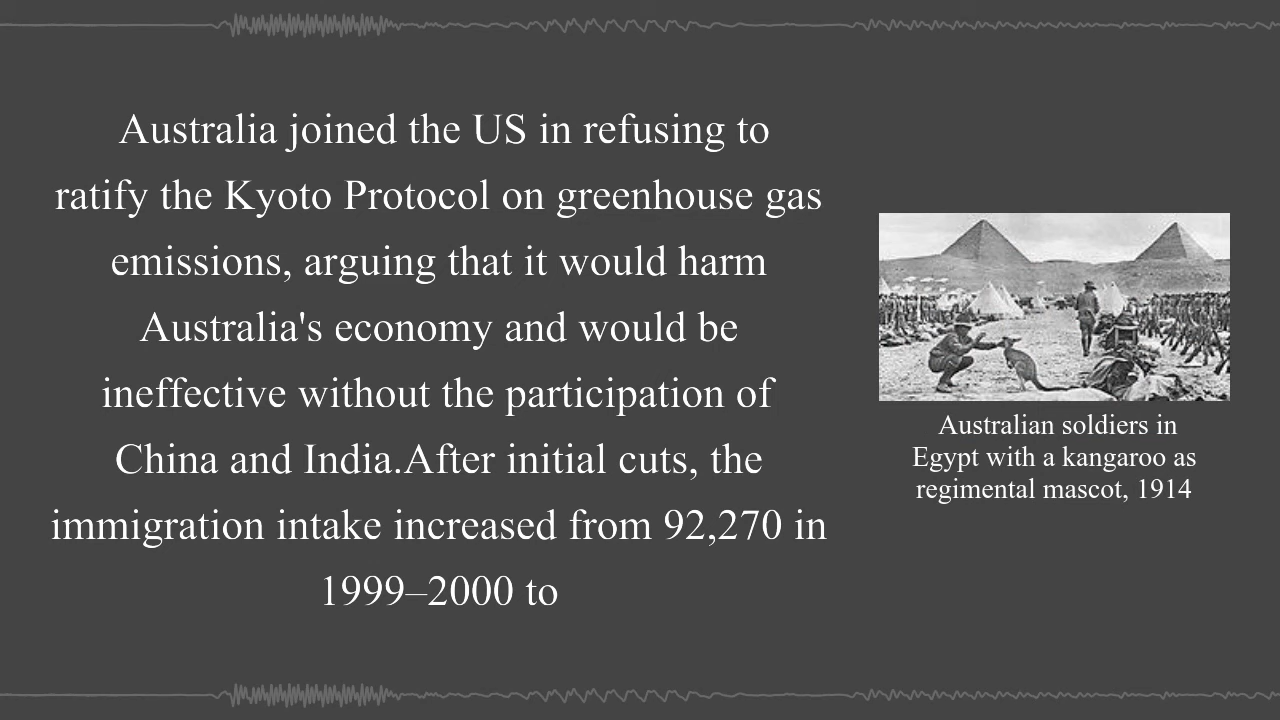 Australia joined the US in refusing to
ratify the Kyoto Protocol on greenhouse gas
emissions, arguing that it would harm
Australia's economy and would be
ineffective without the participation of
China and India.After initial cuts, the
immigration intake increased from 92,270 in
1999–2000 to
Australian soldiers in
Egypt with a kangaroo as
regimental mascot, 1914